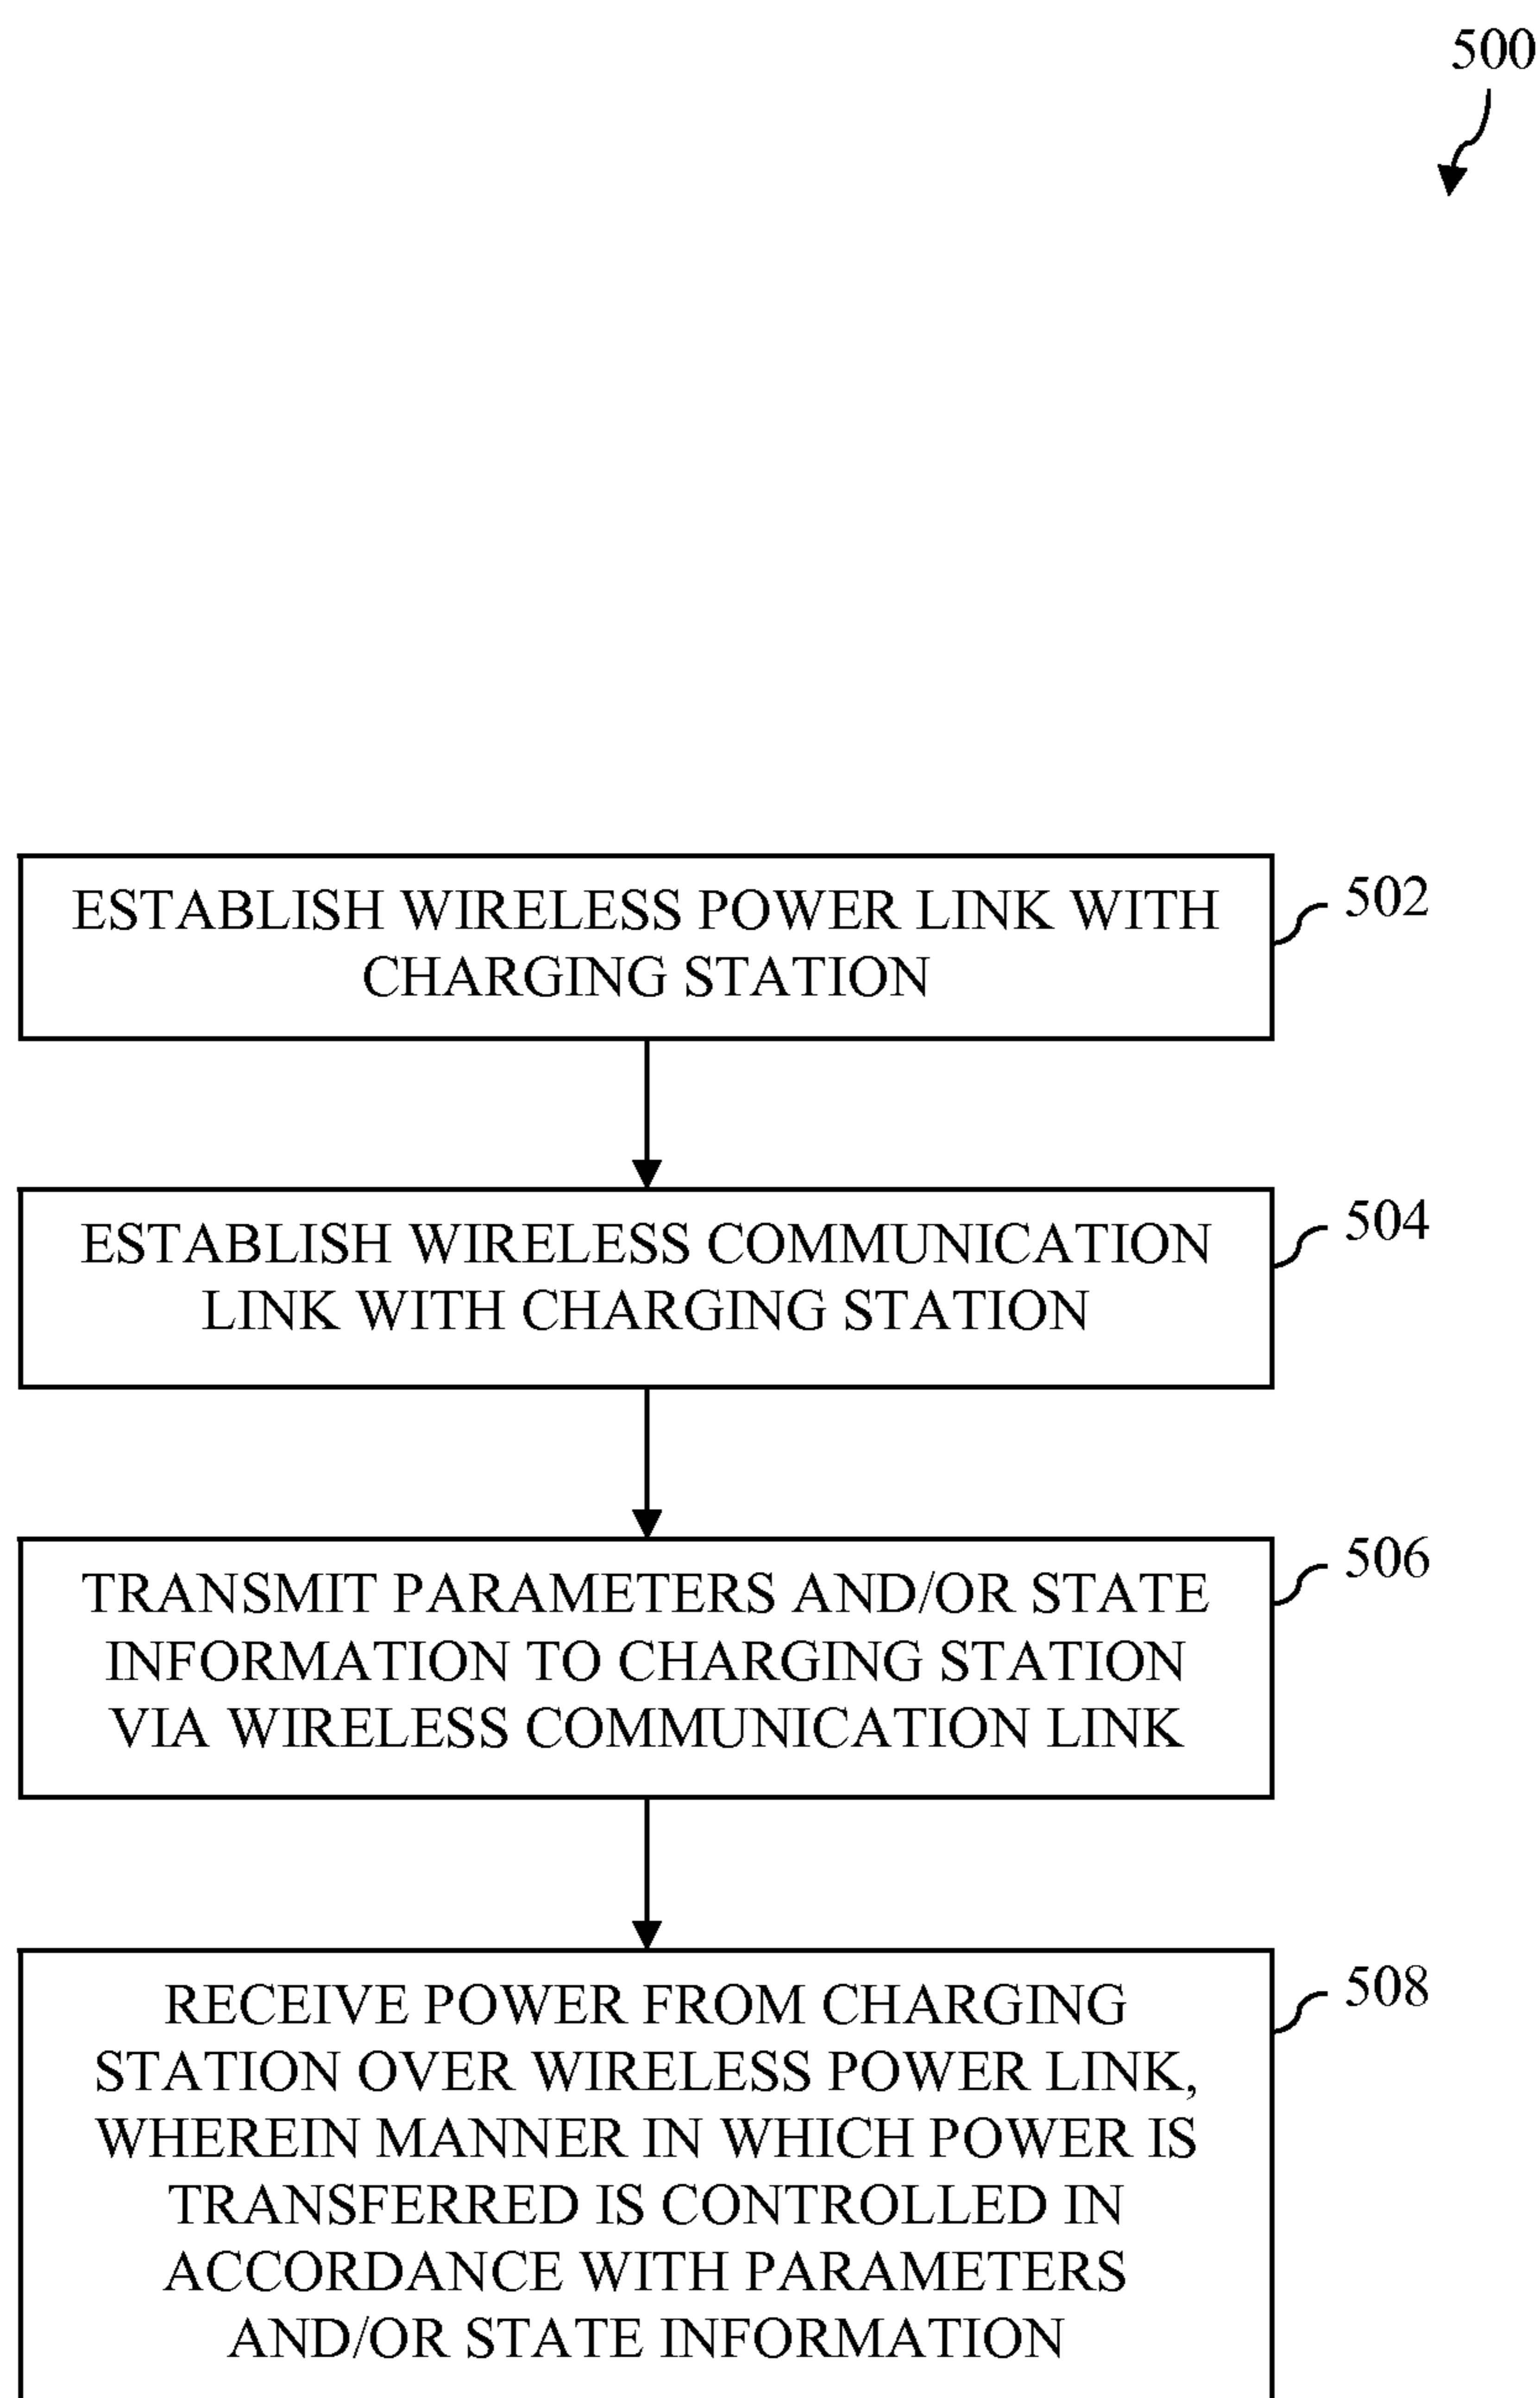 500
ESTABLISH WIRELESS POWER LINK WITH
CHARGING STATION
502
ESTABLISH WIRELESS COMMUNICATION
LINK WITH CHARGING STATION
504
TRANSMIT PARAMETERS AND/OR STATE
INFORMATION TO CHARGING STATION
VIA WIRELESS COMMUNICATION LINK
506
RECEIVE POWER FROM CHARGING
STATION OVER WIRELESS POWER LINK,
WHEREIN MANNER IN WHICH POWER IS
TRANSFERRED IS CONTROLLED IN
ACCORDANCE WITH PARAMETERS
AND/OR STATE INFORMATION
508